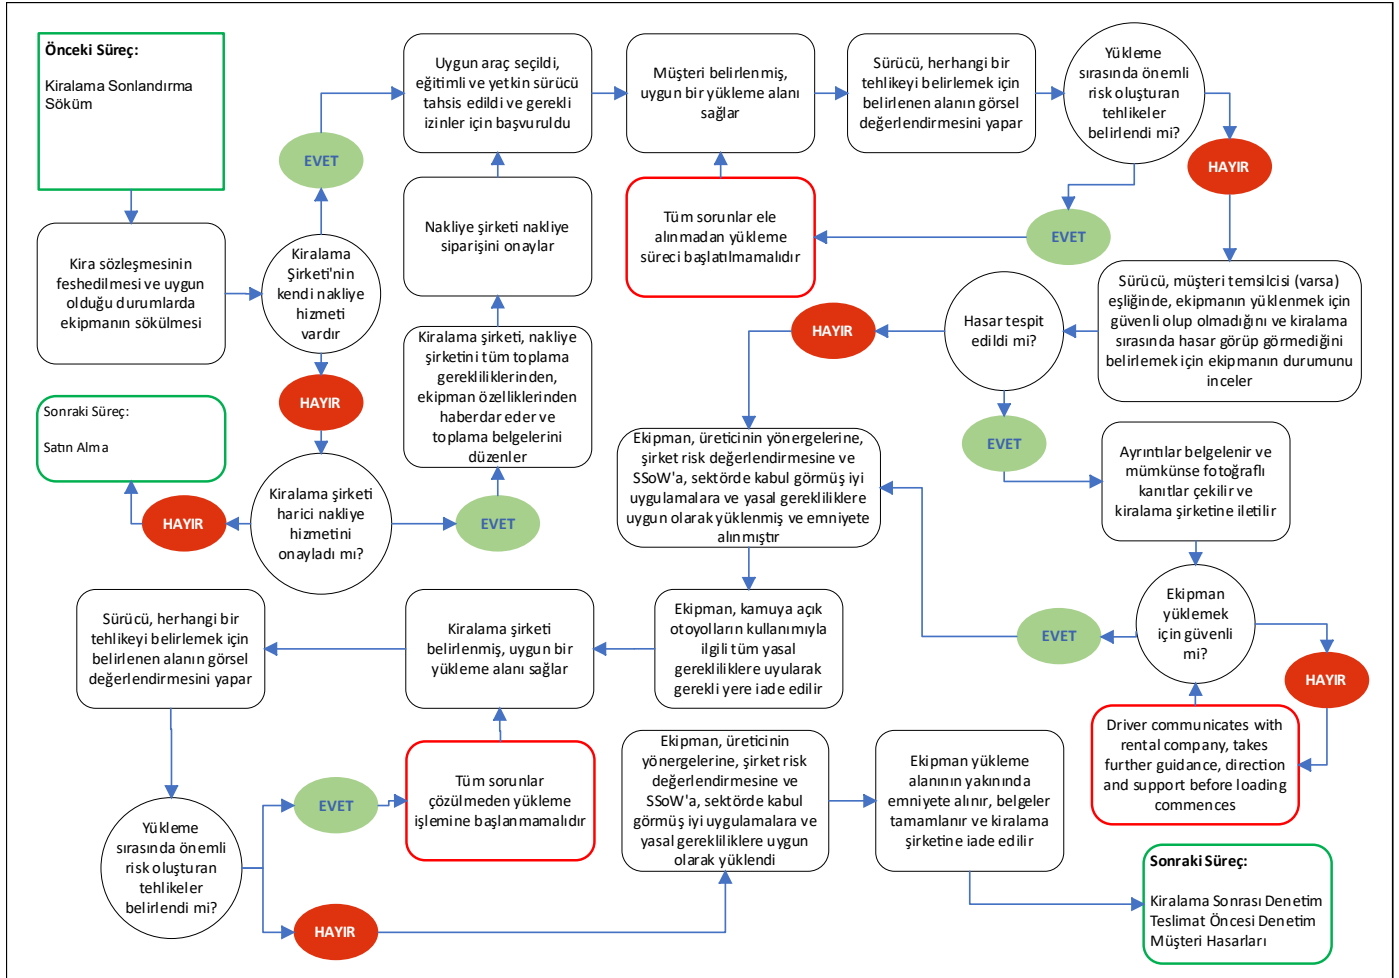 Önceki Süreç:
Kiralama Sonlandırma
Söküm
Kira sözleşmesinin
feshedilmesi ve uygun
olduğu durumlarda
ekipmanın sökülmesi
Kiralama
Şirketi'nin
kendi nakliye
hizmeti
vardır
EVET
HAYIR
Uygun araç seçildi,
eğitimli ve yetkin sürücü
tahsis edildi ve gerekli
izinler için başvuruldu
Nakliye şirketi nakliye
siparişini onaylar
Kiralama şirketi, nakliye
şirketini tüm toplama
gerekliliklerinden,
ekipman özelliklerinden
haberdar eder ve
toplama belgelerini
düzenler
Kiralama şirketi
harici nakliye
hizmetini
onayladı mı?
EVET
HAYIR
Sonraki Süreç:
Satın Alma
Müşteri belirlenmiş,
uygun bir yükleme alanı
sağlar
Sürücü, herhangi bir
tehlikeyi belirlemek için
belirlenen alanın görsel
değerlendirmesini yapar
Yükleme
sırasında önemli
risk oluşturan
tehlikeler
belirlendi mi?
HAYIR
EVET
Tüm sorunlar ele
alınmadan yükleme
süreci başlatılmamalıdır
Sürücü, müşteri temsilcisi (varsa)
eşliğinde, ekipmanın yüklenmek için
güvenli olup olmadığını ve kiralama
sırasında hasar görüp görmediğini
belirlemek için ekipmanın durumunu
inceler
Hasar tespit
edildi mi?
HAYIR
EVET
Ayrıntılar belgelenir ve
mümkünse fotoğraflı
kanıtlar çekilir ve
kiralama şirketine iletilir
Ekipman
yüklemek
için güvenli
mi?
EVET
HAYIR
Driver communicates with
rental company, takes
further guidance, direction
and support before loading
commences
Ekipman, üreticinin yönergelerine,
şirket risk değerlendirmesine ve
SSoW'a, sektörde kabul görmüş iyi
uygulamalara ve yasal gerekliliklere
uygun olarak yüklenmiş ve emniyete
alınmıştır
Ekipman, kamuya açık
otoyolların kullanımıyla
ilgili tüm yasal
gerekliliklere uyularak
gerekli yere iade edilir
Kiralama şirketi
belirlenmiş, uygun bir
yükleme alanı sağlar
Sürücü, herhangi bir
tehlikeyi belirlemek için
belirlenen alanın görsel
değerlendirmesini yapar
Yükleme
sırasında önemli
risk oluşturan
tehlikeler
belirlendi mi?
EVET
HAYIR
Tüm sorunlar
çözülmeden yükleme
işlemine başlanmamalıdır
Ekipman, üreticinin
yönergelerine, şirket risk
değerlendirmesine ve
SSoW'a, sektörde kabul
görmüş iyi uygulamalara ve
yasal gerekliliklere uygun
olarak yüklendi
Ekipman yükleme
alanının yakınında
emniyete alınır, belgeler
tamamlanır ve kiralama
şirketine iade edilir
Sonraki Süreç:
Kiralama Sonrası Denetim
Teslimat Öncesi Denetim
Müşteri Hasarları